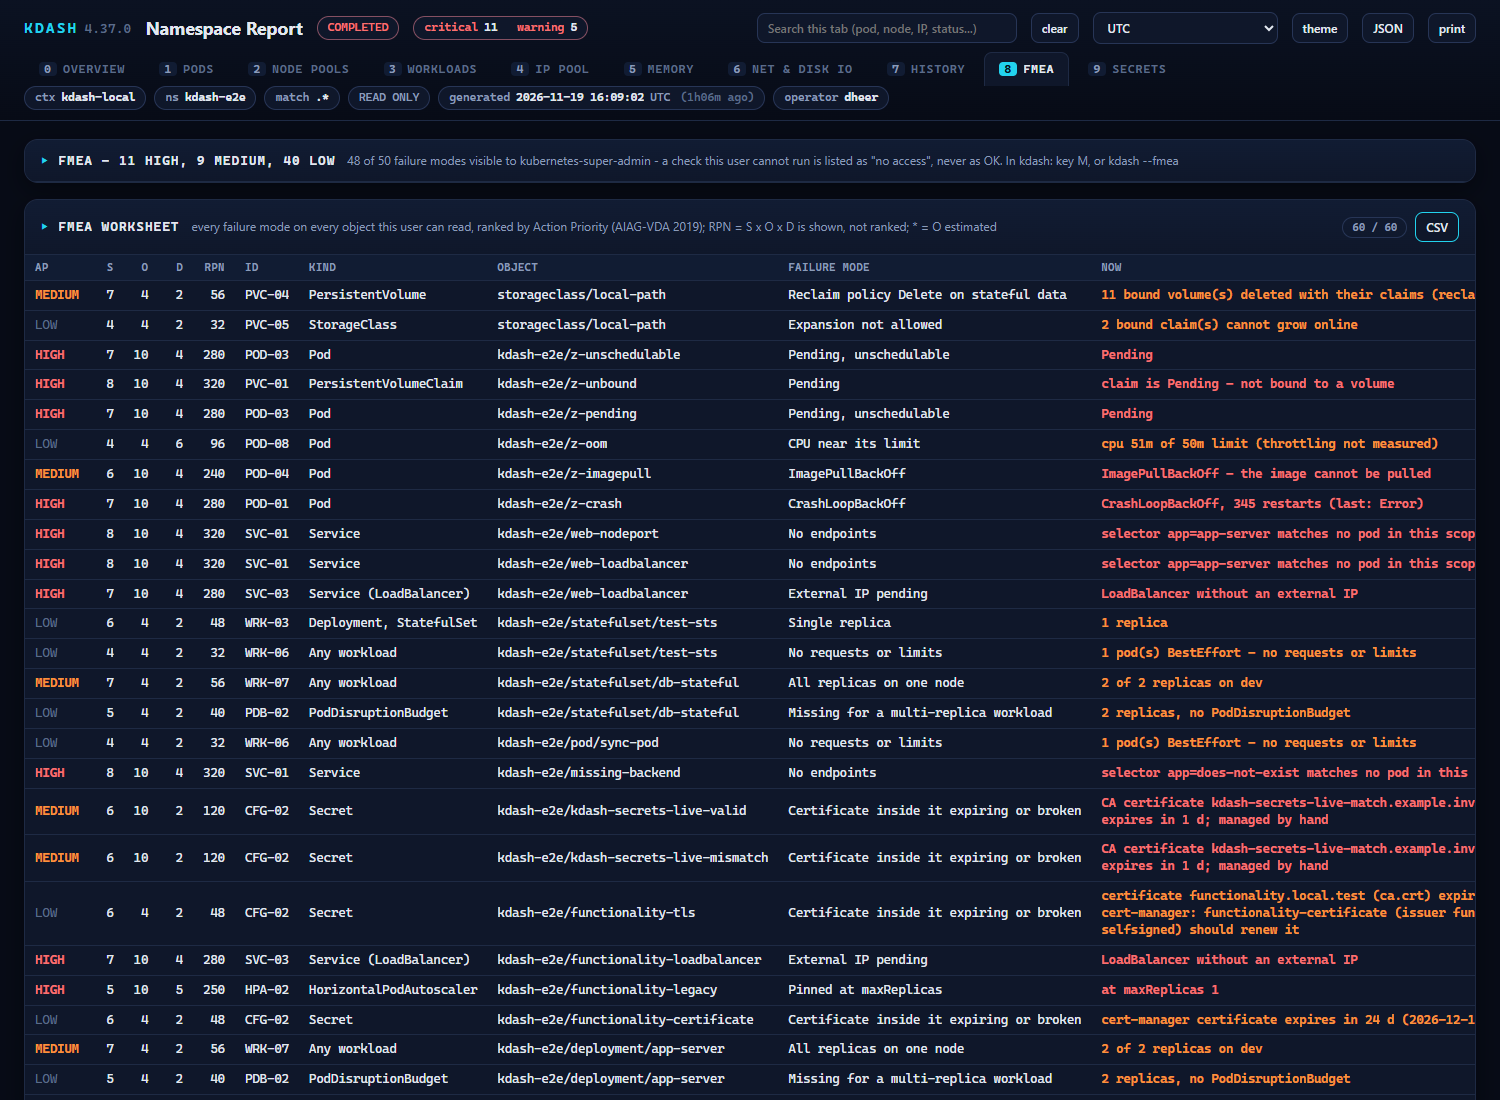 KDASH 4.37.0 Namespace Report COMPLETED critical 11 warning 5 Search this tab (pod, node, IP, status...) clear UTC theme JSON print
0 OVERVIEW 1 PODS 2 NODE POOLS 3 WORKLOADS 4 IP POOL 5 MEMORY 6 NET & DISK IO 7 HISTORY 8 FMEA 9 SECRETS
ctx kdash-local ns kdash-e2e match .* READ ONLY generated 2026-11-19 16:09:02 UTC (1h06m ago) operator dheer
FMEA — 11 HIGH, 9 MEDIUM, 40 LOW 48 of 50 failure modes visible to kubernetes-super-admin - a check this user cannot run is listed as "no access", never as OK. In kdash: key M, or kdash --fmea
FMEA WORKSHEET every failure mode on every object this user can read, ranked by Action Priority (AIAG-VDA 2019); RPN = S x O x D is shown, not ranked; * = O estimated 60 / 60 CSV
AP S O D RPN ID KIND OBJECT FAILURE MODE NOW
MEDIUM 7 4 2 56 PVC-04 PersistentVolume storageclass/local-path Reclaim policy Delete on stateful data 11 bound volume(s) deleted with their claims (recla
LOW 4 4 2 32 PVC-05 StorageClass storageclass/local-path Expansion not allowed 2 bound claim(s) cannot grow online
HIGH 7 10 4 280 POD-03 Pod kdash-e2e/z-unschedulable Pending, unschedulable Pending
HIGH 8 10 4 320 PVC-01 PersistentVolumeClaim kdash-e2e/z-unbound Pending claim is Pending — not bound to a volume
HIGH 7 10 4 280 POD-03 Pod kdash-e2e/z-pending Pending, unschedulable Pending
LOW 4 4 6 96 POD-08 Pod kdash-e2e/z-oom CPU near its limit cpu 51m of 50m limit (throttling not measured)
MEDIUM 6 10 4 240 POD-04 Pod kdash-e2e/z-imagepull ImagePullBackOff ImagePullBackOff — the image cannot be pulled
HIGH 7 10 4 280 POD-01 Pod kdash-e2e/z-crash CrashLoopBackOff CrashLoopBackOff, 345 restarts (last: Error)
HIGH 8 10 4 320 SVC-01 Service kdash-e2e/web-nodeport No endpoints selector app=app-server matches no pod in this scop
HIGH 8 10 4 320 SVC-01 Service kdash-e2e/web-loadbalancer No endpoints selector app=app-server matches no pod in this scop
HIGH 7 10 4 280 SVC-03 Service (LoadBalancer) kdash-e2e/web-loadbalancer External IP pending LoadBalancer without an external IP
LOW 6 4 2 48 WRK-03 Deployment, StatefulSet kdash-e2e/statefulset/test-sts Single replica 1 replica
LOW 4 4 2 32 WRK-06 Any workload kdash-e2e/statefulset/test-sts No requests or limits 1 pod(s) BestEffort — no requests or limits
MEDIUM 7 4 2 56 WRK-07 Any workload kdash-e2e/statefulset/db-stateful All replicas on one node 2 of 2 replicas on dev
LOW 5 4 2 40 PDB-02 PodDisruptionBudget kdash-e2e/statefulset/db-stateful Missing for a multi-replica workload 2 replicas, no PodDisruptionBudget
LOW 4 4 2 32 WRK-06 Any workload kdash-e2e/pod/sync-pod No requests or limits 1 pod(s) BestEffort — no requests or limits
HIGH 8 10 4 320 SVC-01 Service kdash-e2e/missing-backend No endpoints selector app=does-not-exist matches no pod in this
MEDIUM 6 10 2 120 CFG-02 Secret kdash-e2e/kdash-secrets-live-valid Certificate inside it expiring or broken CA certificate kdash-secrets-live-match.example.inv
expires in 1 d; managed by hand
MEDIUM 6 10 2 120 CFG-02 Secret kdash-e2e/kdash-secrets-live-mismatch Certificate inside it expiring or broken CA certificate kdash-secrets-live-match.example.inv
expires in 1 d; managed by hand
LOW 6 4 2 48 CFG-02 Secret kdash-e2e/functionality-tls Certificate inside it expiring or broken certificate functionality.local.test (ca.crt) expir
cert-manager: functionality-certificate (issuer fun
selfsigned) should renew it
HIGH 7 10 4 280 SVC-03 Service (LoadBalancer) kdash-e2e/functionality-loadbalancer External IP pending LoadBalancer without an external IP
HIGH 5 10 5 250 HPA-02 HorizontalPodAutoscaler kdash-e2e/functionality-legacy Pinned at maxReplicas at maxReplicas 1
LOW 6 4 2 48 CFG-02 Secret kdash-e2e/functionality-certificate Certificate inside it expiring or broken cert-manager certificate expires in 24 d (2026-12-1
MEDIUM 7 4 2 56 WRK-07 Any workload kdash-e2e/deployment/app-server All replicas on one node 2 of 2 replicas on dev
LOW 5 4 2 40 PDB-02 PodDisruptionBudget kdash-e2e/deployment/app-server Missing for a multi-replica workload 2 replicas, no PodDisruptionBudget